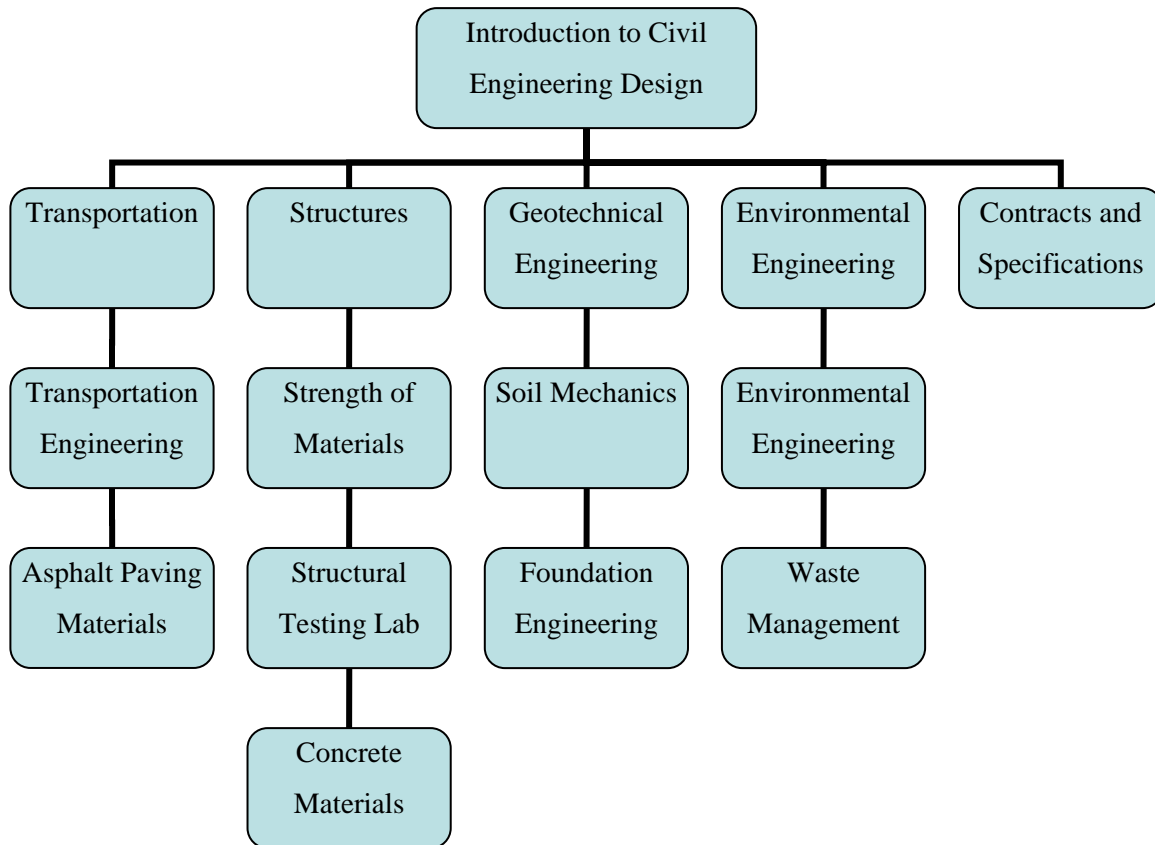 Introduction to Civil
Engineering Design
Transportation
Structures
Geotechnical
Engineering
Environmental
Engineering
Contracts and
Specifications
Transportation
Engineering
Strength of
Materials
Soil Mechanics
Environmental
Engineering
Asphalt Paving
Materials
Structural
Testing Lab
Foundation
Engineering
Waste
Management
Concrete
Materials